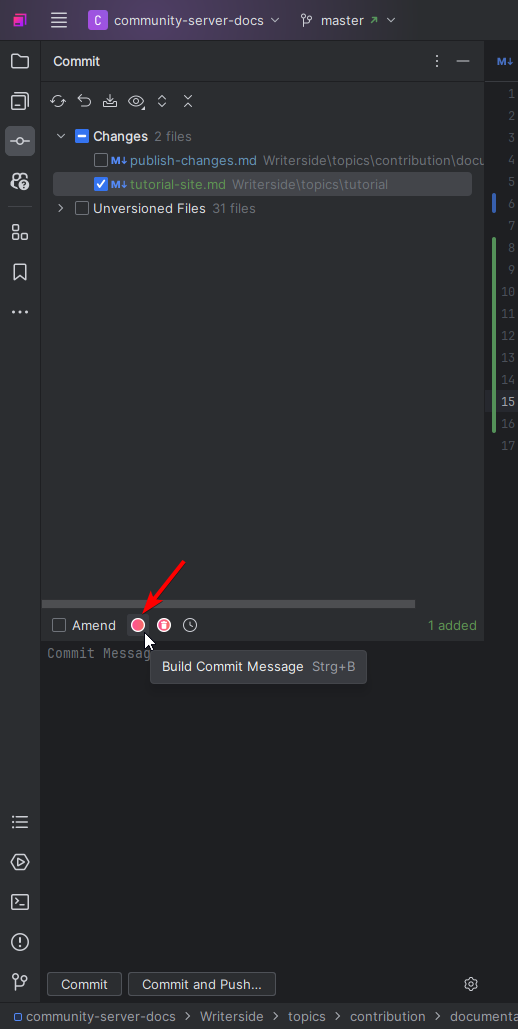 C community-server-docs master
Commit
Changes 2 files
M↓ publish-changes.md Writerside\topics\contribution\docu
M↓ tutorial-site.md Writerside\topics\tutorial
Unversioned Files 31 files
M↓
1
2
3
4
5
6
7
8
9
10
11
12
13
14
15
16
17
Amend 1 added
Commit Messag
Build Commit Message Strg+B
Commit Commit and Push...
community-server-docs > Writerside > topics > contribution > documenta